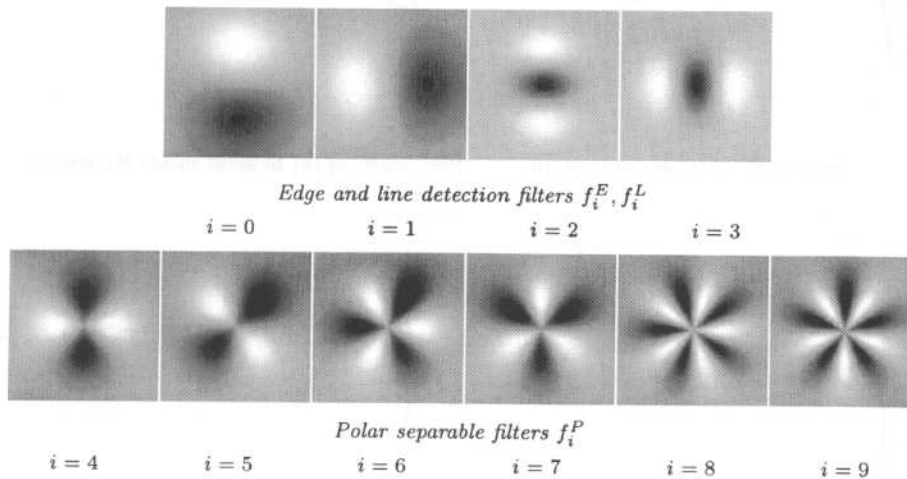 Edge and line detection filters f_i^E, f_i^L
i = 0 i = 1 i = 2 i = 3
Polar separable filters f_i^P
i = 4 i = 5 i = 6 i = 7 i = 8 i = 9